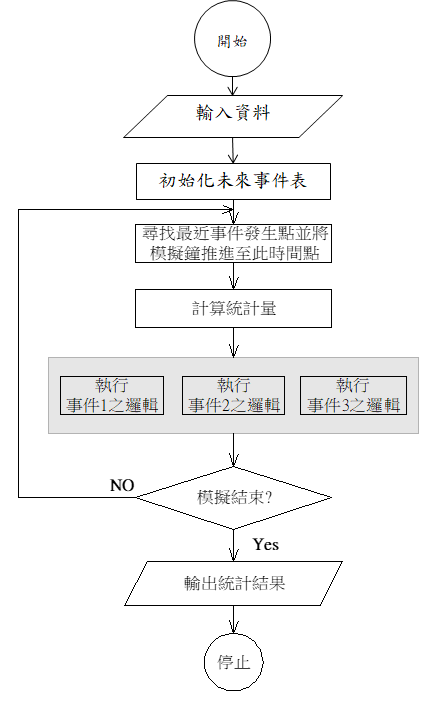 開始
輸入資料
初始化未來事件表
尋找最近事件發生點並將
模擬鐘推進至此時間點
計算統計量
執行
事件1之邏輯
執行
事件2之邏輯
執行
事件3之邏輯
模擬結束?
NO
Yes
輸出統計結果
停止